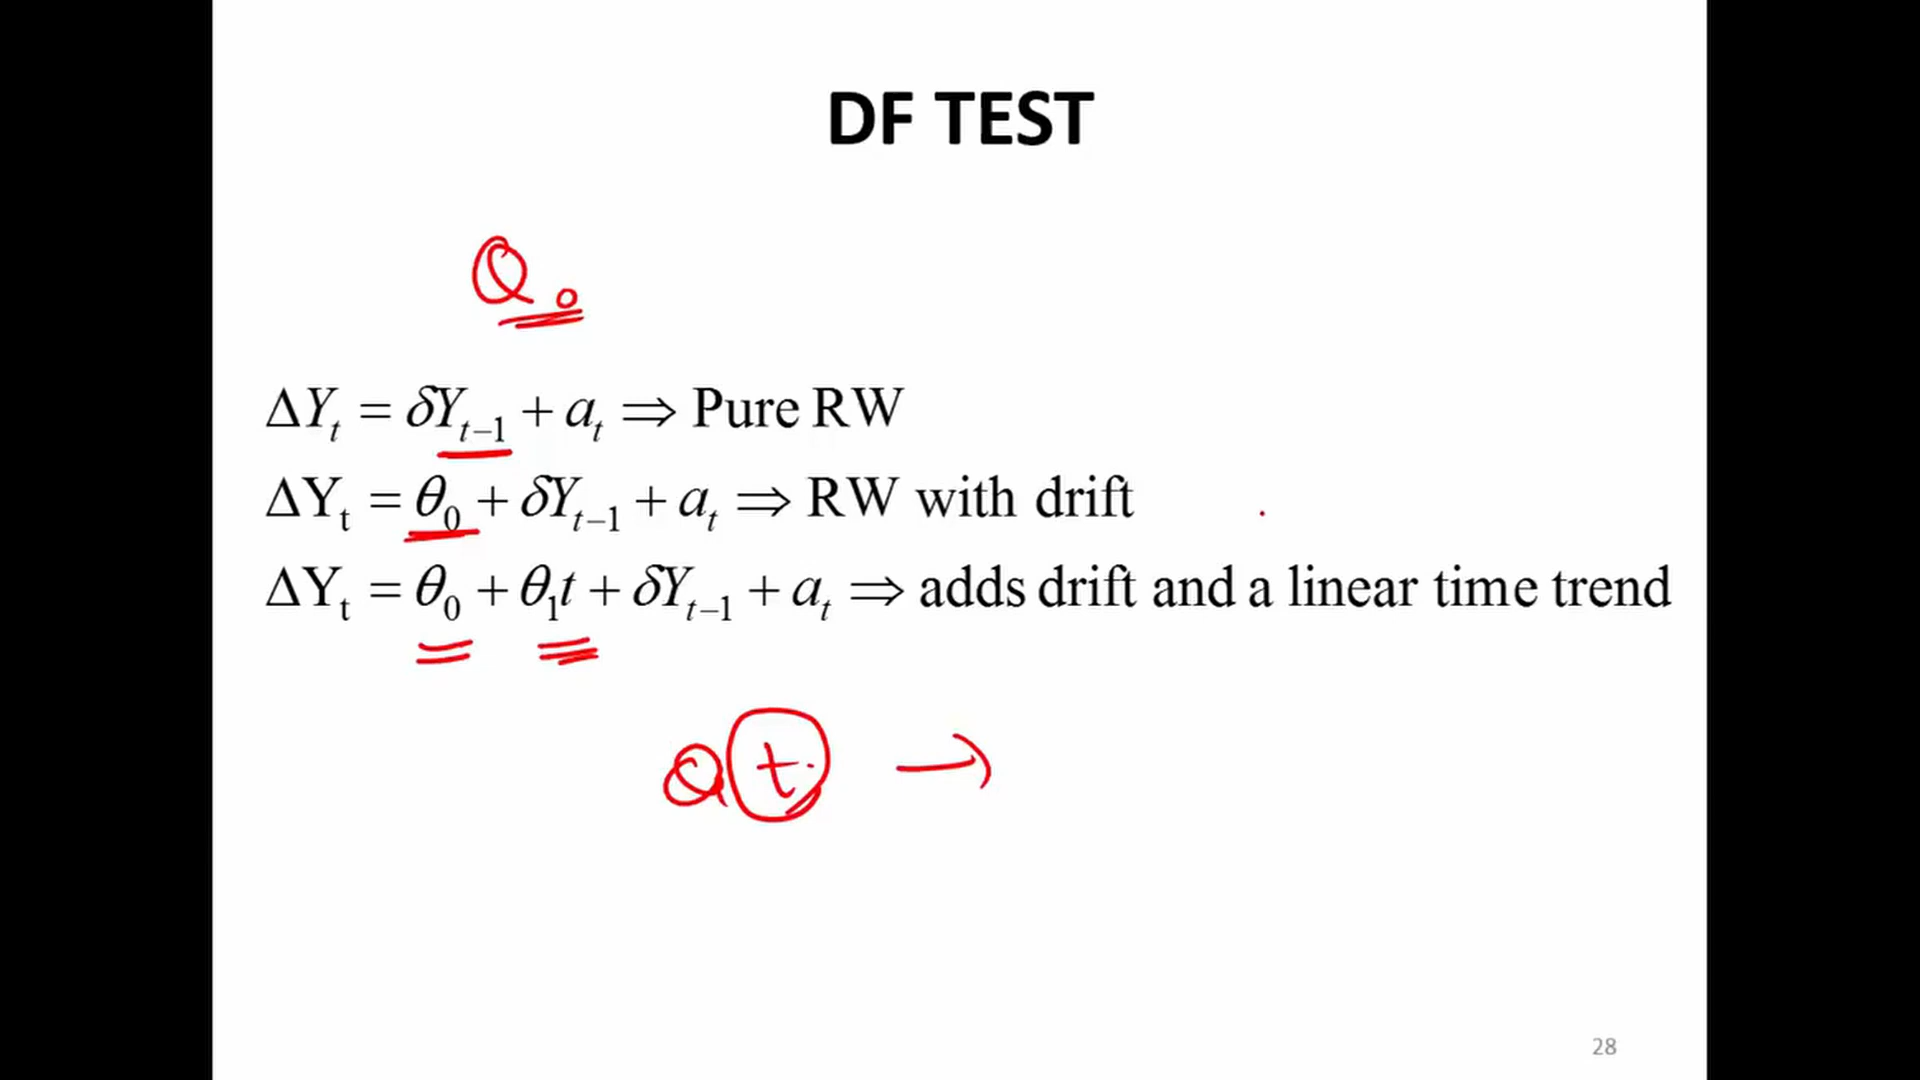 DF TEST
Q₀
ΔYₜ = δYₜ₋₁ + aₜ ⇒ Pure RW
ΔYₜ = θ₀ + δYₜ₋₁ + aₜ ⇒ RW with drift
ΔYₜ = θ₀ + θ₁t + δYₜ₋₁ + aₜ ⇒ adds drift and a linear time trend
Q t →
28